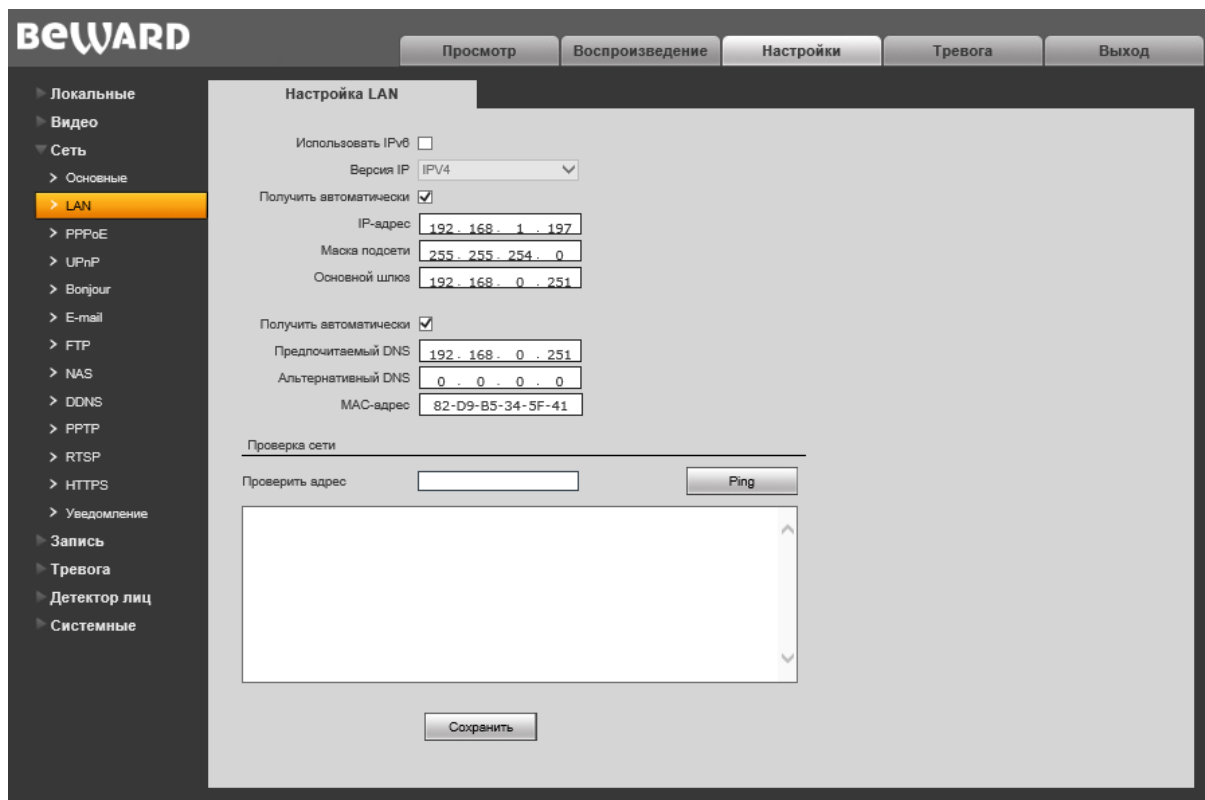 BEWARD
Просмотр Воспроизведение Настройки Тревога Выход
Локальные
Видео
Сеть
> Основные
> LAN
> PPPoE
> UPnP
> Bonjour
> E-mail
> FTP
> NAS
> DDNS
> PPTP
> RTSP
> HTTPS
> Уведомление
Запись
Тревога
Детектор лиц
Системные
Настройка LAN
Использовать IPv6
Версия IP IPV4
Получить автоматически
IP-адрес 192 . 168 . 1 . 197
Маска подсети 255 . 255 . 254 . 0
Основной шлюз 192 . 168 . 0 . 251
Получить автоматически
Предпочитаемый DNS 192 . 168 . 0 . 251
Альтернативный DNS 0 . 0 . 0 . 0
MAC-адрес 82-D9-B5-34-5F-41
Проверка сети
Проверить адрес Ping
Сохранить